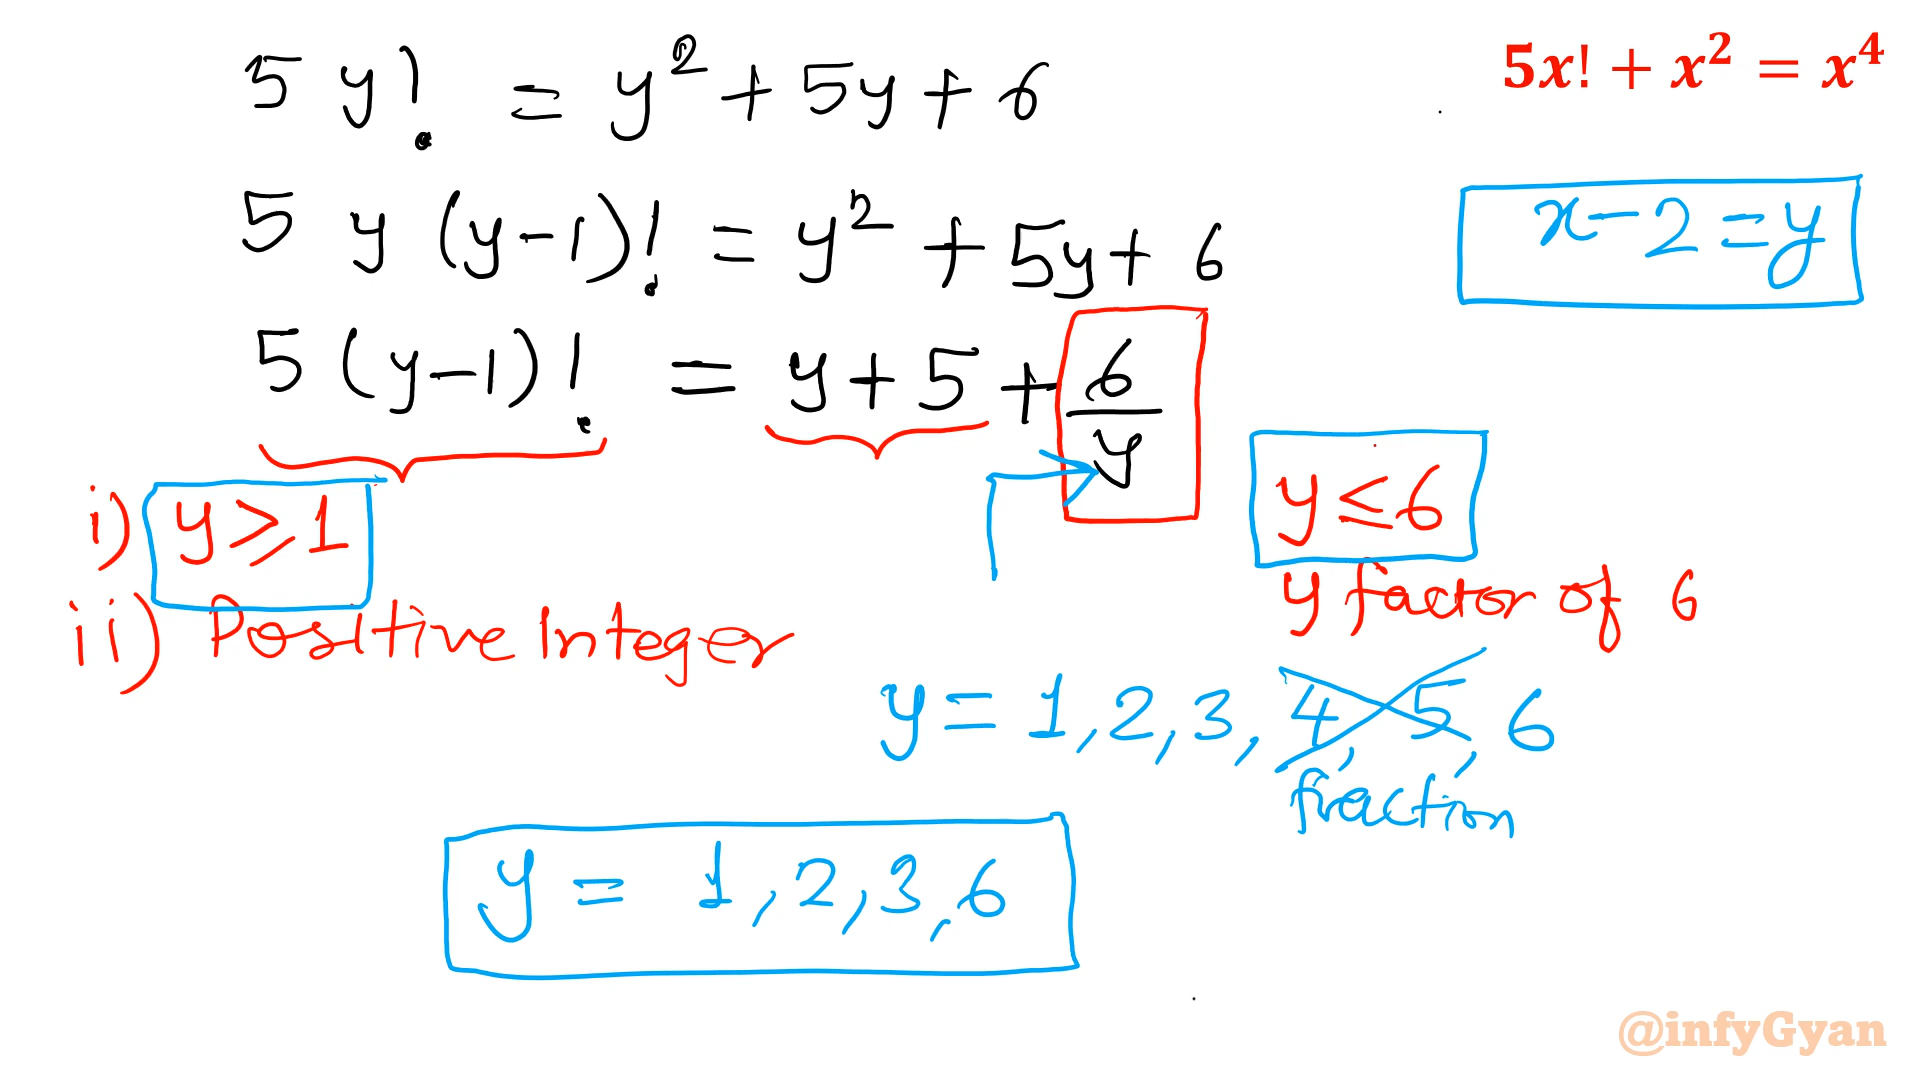 5 y! = y² + 5y + 6
5x! + x² = x⁴
x - 2 = y
5 y (y-1)! = y² + 5y + 6
5 (y-1)! = y + 5 + 6/y
i) y ⩾ 1
y ≤ 6
y factor of 6
ii) Positive Integer
y = 1, 2, 3, 4, 5, 6
fraction
y = 1, 2, 3, 6
@infyGyan